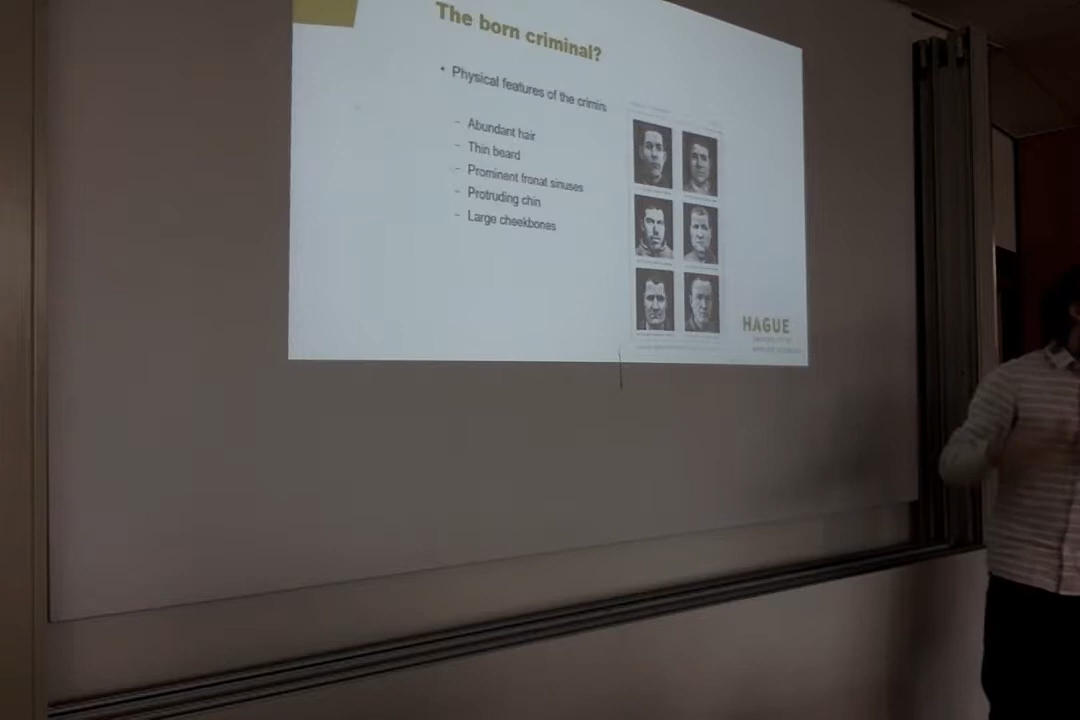 The born criminal?
• Physical features of the crimin
– Abundant hair
– Thin beard
– Prominent fronat sinuses
– Protruding chin
– Large cheekbones
HAGUE